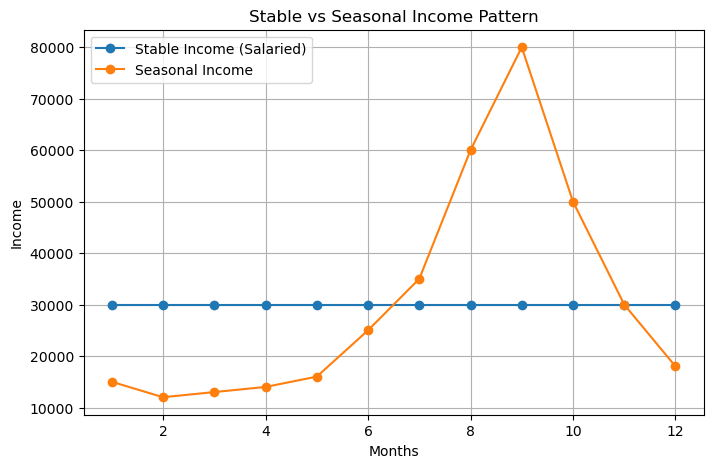 Stable vs Seasonal Income Pattern
Stable Income (Salaried)
Seasonal Income
80000
70000
60000
50000
40000
30000
20000
10000
Income
2 4 6 8 10 12
Months